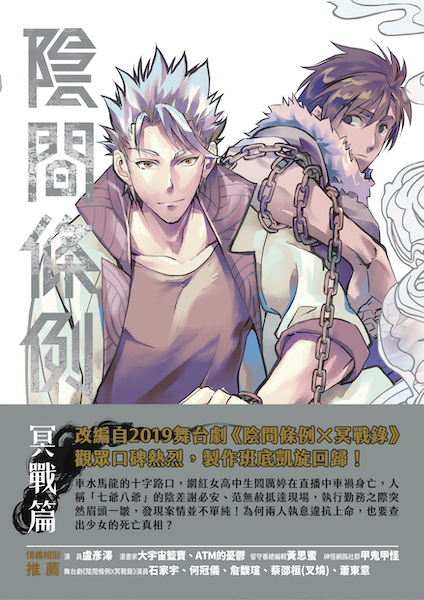 陰間條例
冥戰篇
改編自2019舞台劇《陰間條例×冥戰錄》
觀眾口碑熱烈，製作班底凱旋回歸！
車水馬龍的十字路口，網紅女高中生閻厲婷在直播中車禍身亡，人
稱「七爺八爺」的陰差謝必安、范無赦抵達現場，執行勤務之際突
然眉頭一皺，發現案情並不單純！為何兩人執意違抗上命，也要查
出少女的死亡真相？
情義相挺
推薦
演員 盧彥澤 漫畫家 大宇宙籃寶、ATM的憂鬱 留守番總編輯 黃思蜜 神怪網路社群 甲鬼甲怪
舞台劇《陰間條例X冥戰錄》演員 石家宇、何冠儀、詹馥瑄、蔡邵桓(叉燒)、蕭東意